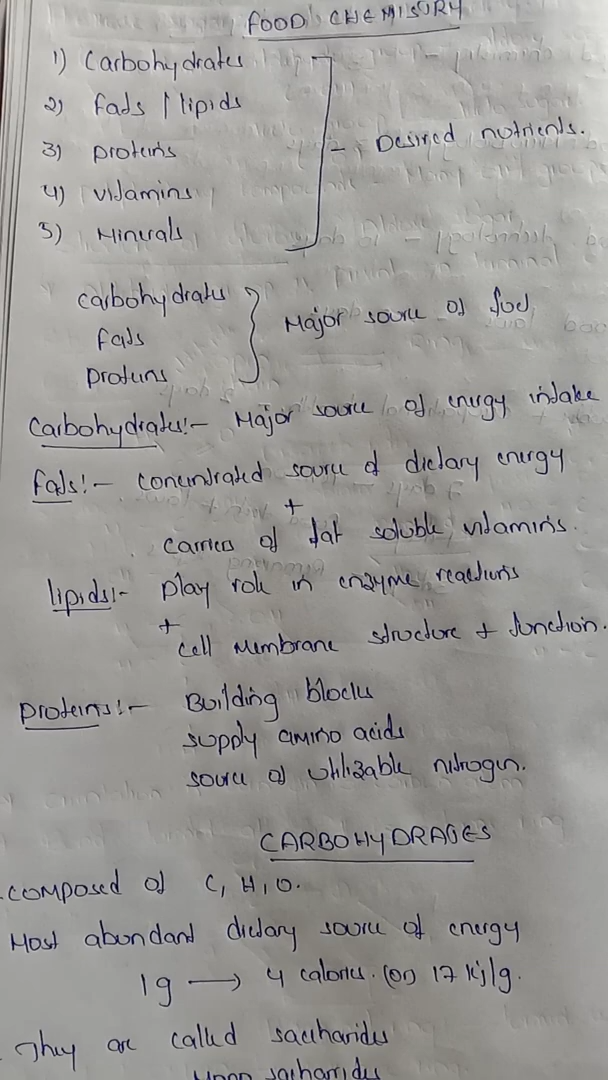 FOOD CHEMISTRY
1) Carbohydrates
2) Fats / lipids
3) Proteins
4) Vitamins
5) Minerals
- Desired nutrients.
Carbohydrates
Fats
Proteins
Major source of fuel
Carbohydrates:- Major source of energy intake
Fats:- Concentrated source of dietary energy
+
carriers of fat soluble vitamins.
lipids:- play role in enzyme reactions
+
cell Membrane structure + function.
Proteins:- Building blocks
supply amino acids
source of utilizable nitrogen.
CARBOHYDRATES
. composed of C, H, O.
Most abundant dietary source of energy
1g → 4 calories. (or) 17 kj/g.
. They are called saccharides